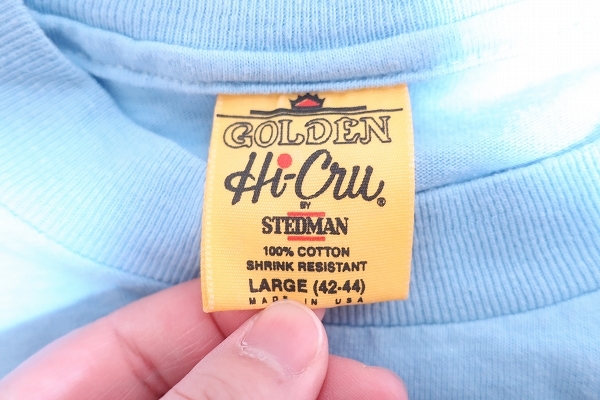 GOLDEN
Hi-Cru®
BY
STEDMAN
100% COTTON
SHRINK RESISTANT
LARGE (42-44)
MADE IN USA